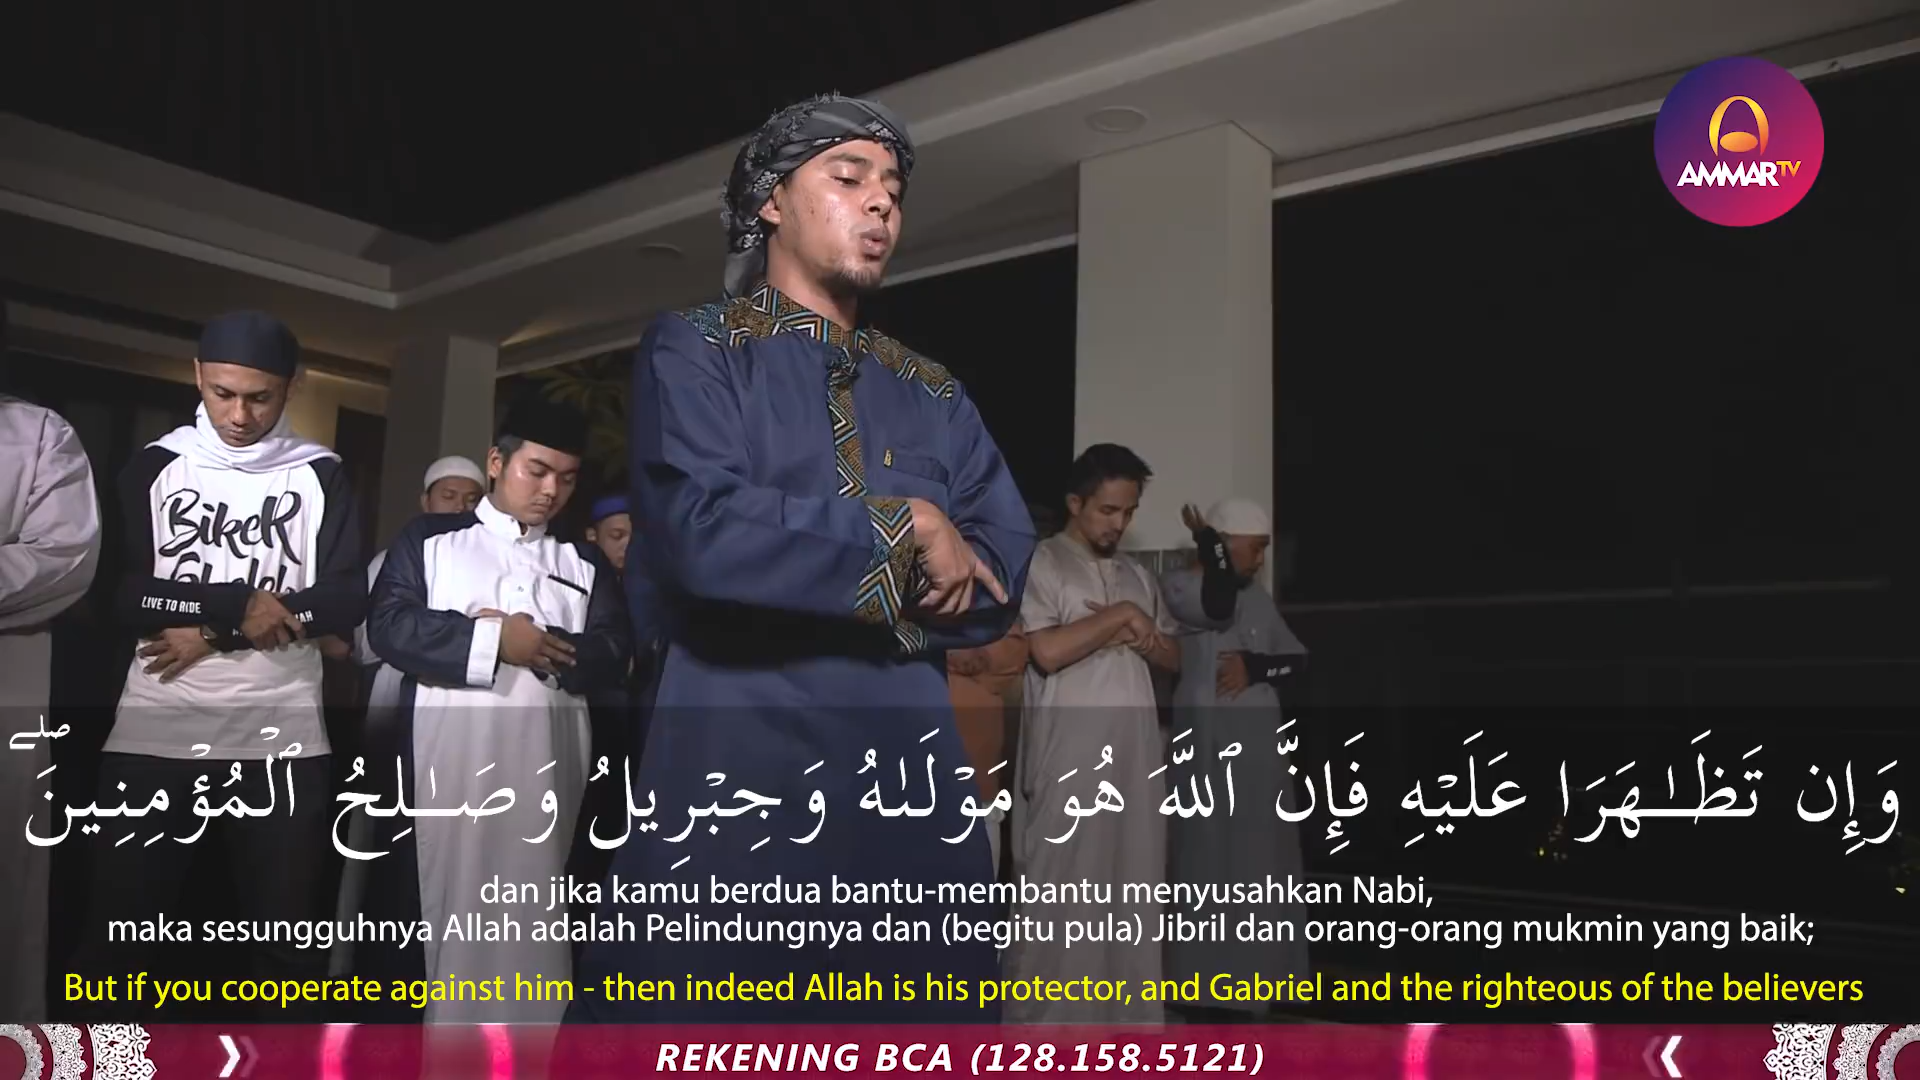 AMMARTV
BikeR
LIVE TO RIDE
وَإِن تَظَـٰهَرَا عَلَيْهِ فَإِنَّ ٱللَّهَ هُوَ مَوْلَىٰهُ وَجِبْرِيلُ وَصَـٰلِحُ ٱلْمُؤْمِنِينَ ۖ
dan jika kamu berdua bantu-membantu menyusahkan Nabi,
maka sesungguhnya Allah adalah Pelindungnya dan (begitu pula) Jibril dan orang-orang mukmin yang baik;
But if you cooperate against him - then indeed Allah is his protector, and Gabriel and the righteous of the believers
REKENING BCA (128.158.5121)